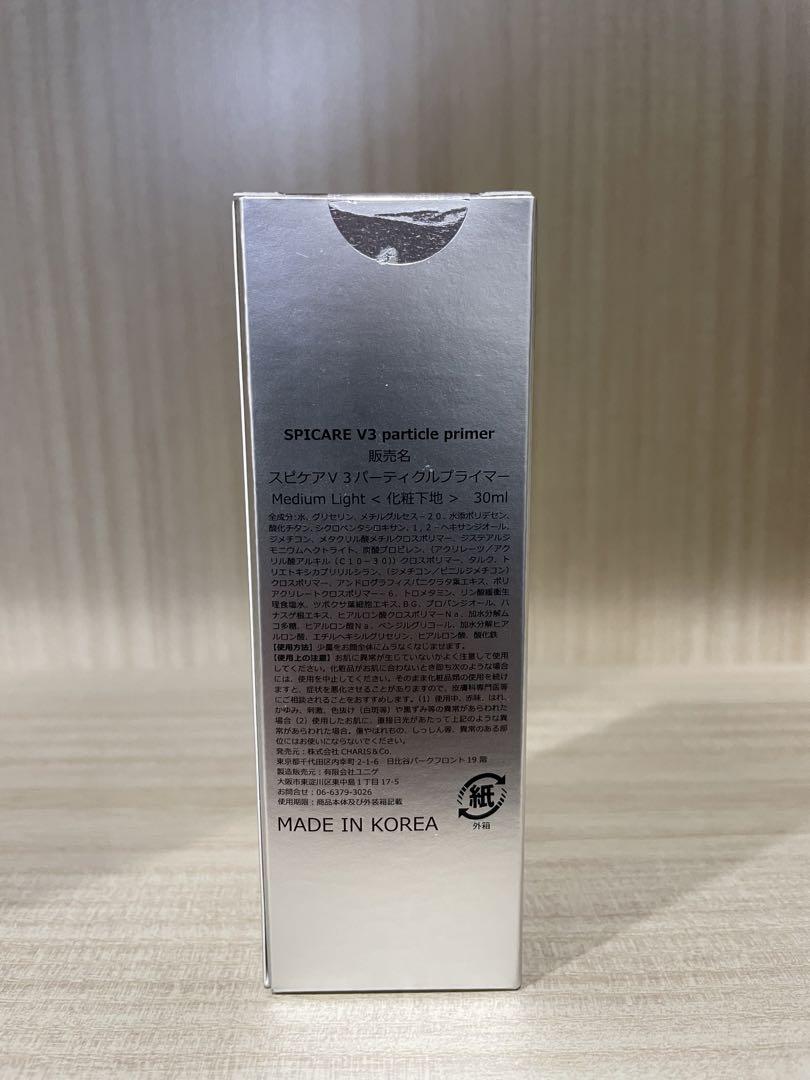 SPICARE V3 particle primer
販売名
スピケアV3パーティクルプライマー
Medium Light < 化粧下地 > 30ml
全成分:水、グリセリン、メチルグルセス-20、水添ポリデセン、
酸化チタン、シクロペンタシロキサン、1,2-ヘキサンジオール、
ジメチコン、メタクリル酸メチルクロスポリマー、ジステアルジ
モニウムヘクトライト、炭酸プロピレン、(アクリレーツ/アク
リル酸アルキル(C10-30))クロスポリマー、タルク、ト
リエトキシカプリリルシラン、(ジメチコン/ビニルジメチコン)
クロスポリマー、アンドログラフィスパニクラタ葉エキス、ポリ
アクリレートクロスポリマー-6、トロメタミン、リン酸緩衝生
理食塩水、ツボクサ葉細胞エキス、BG、プロパンジオール、ハ
ナスゲ根エキス、ヒアルロン酸クロスポリマーNa、加水分解ム
コ多糖、ヒアルロン酸Na、ペンジルグリコール、加水分解ヒア
ルロン酸、エチルヘキシルグリセリン、ヒアルロン酸、酸化鉄
【使用方法】少量をお顔全体にムラなくなじませます。
【使用上の注意】お肌に異常が生じていないかよく注意して使用
してください。化粧品がお肌に合わないとき即ち次のような場合
には、使用を中止してください。そのまま化粧品類の使用を続け
ますと、症状を悪化させることがありますので、皮膚科専門医等
にご相談されることをおすすめします。(1)使用中、赤味、はれ、
かゆみ、刺激、色抜け(白斑等)や黒ずみ等の異常があらわれた
場合(2)使用したお肌に、直接日光があたって上記のような異
常があらわれた場合。傷やはれもの、しっしん等、異常のある部
位にはお使いにならないでください。
発売元:株式会社 CHARIS&Co.
東京都千代田区内幸町2-1-6 日比谷パークフロント19階
製造販売元:有限会社ユニゲ
大阪市東淀川区東中島1丁目17-5
お問合せ:06-6379-3026
使用期限:商品本体及び外装箱記載
MADE IN KOREA
紙
外箱